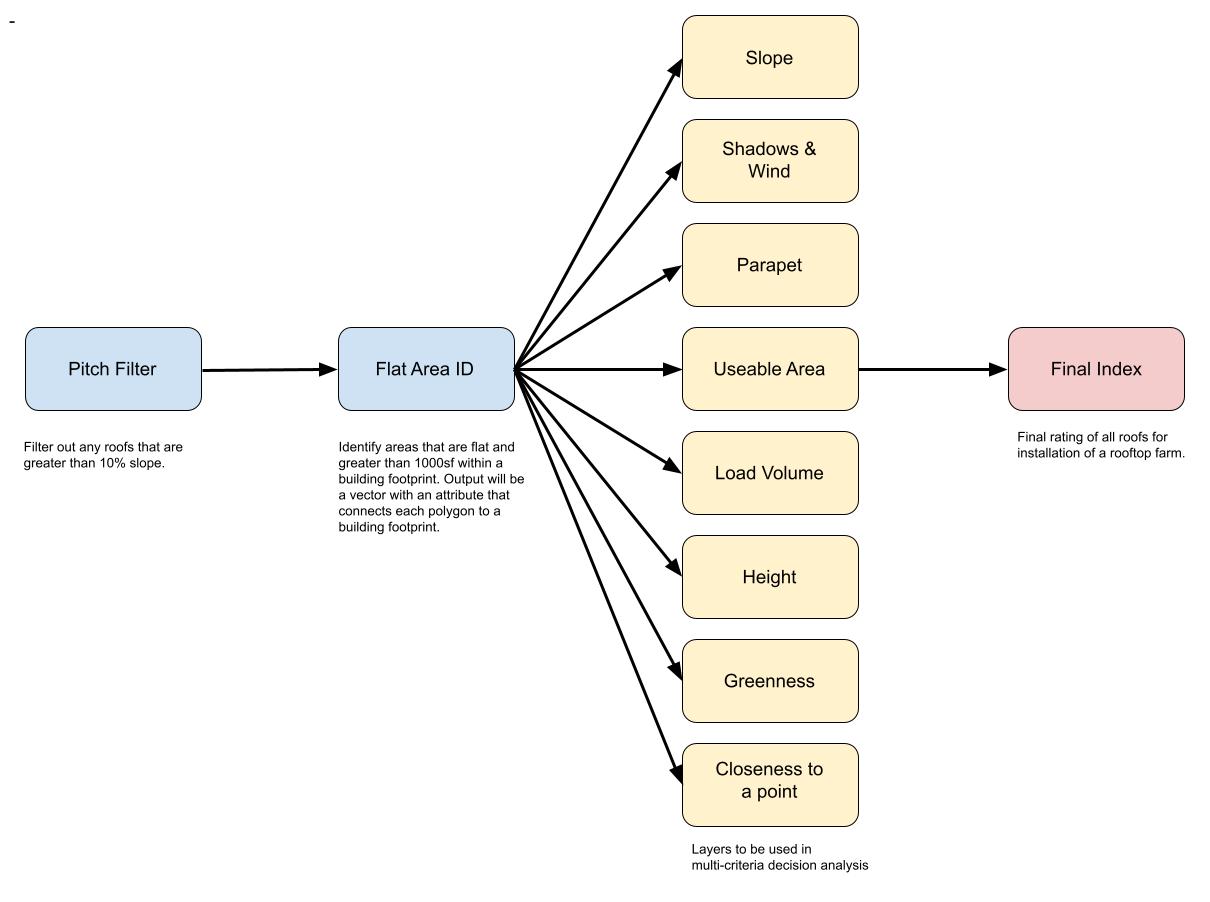 -
Slope
Shadows &
Wind
Parapet
Pitch Filter
Filter out any roofs that are
greater than 10% slope.
Flat Area ID
Identify areas that are flat and
greater than 1000sf within a
building footprint. Output will be
a vector with an attribute that
connects each polygon to a
building footprint.
Useable Area
Final Index
Final rating of all roofs for
installation of a rooftop farm.
Load Volume
Height
Greenness
Closeness to
a point
Layers to be used in
multi-criteria decision analysis